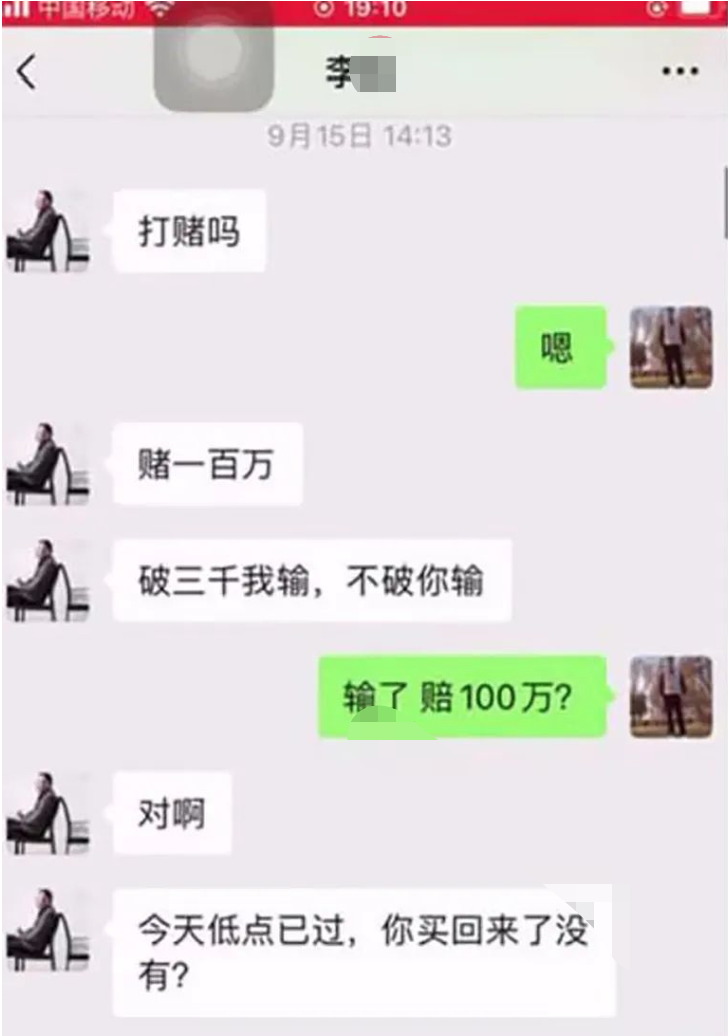 中国移动 19:10
李
9月15日 14:13
打赌吗
嗯
赌一百万
破三千我输，不破你输
输了 赔100万?
对啊
今天低点已过，你买回来了没
有?